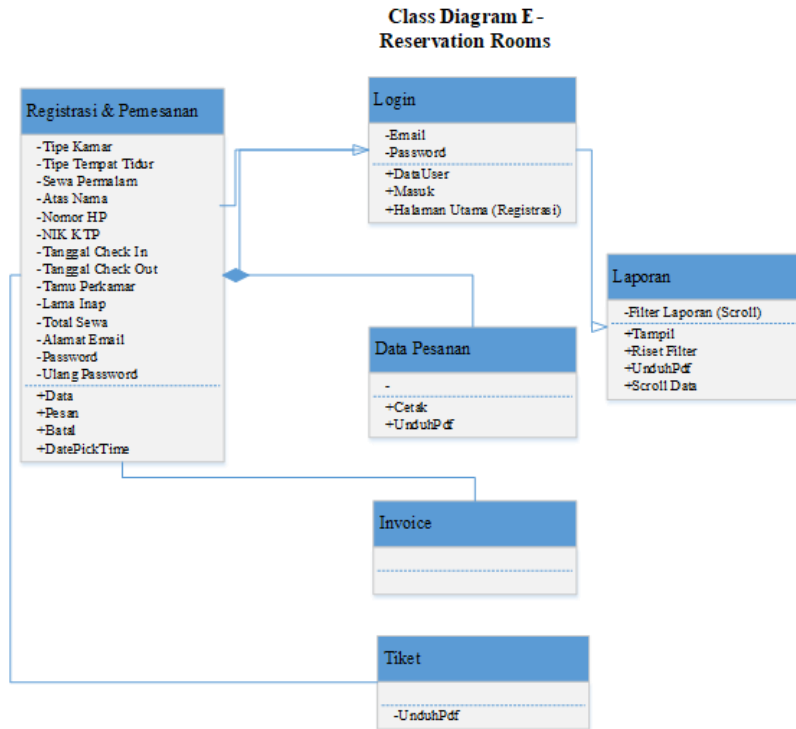 Class Diagram E -
Reservation Rooms
Registrasi & Pemesanan
-Tipe Kamar
-Tipe Tempat Tidur
-Sewa Permalam
-Atas Nama
-Nomor HP
-NIK KTP
-Tanggal Check In
-Tanggal Check Out
-Tamu Perkamar
-Lama Inap
-Total Sewa
-Alamat Email
-Password
-Ulang Password
+Data
+Pesan
+Batal
+DatePickTime
Login
-Email
-Password
+DataUser
+Masuk
+Halaman Utama (Registrasi)
Laporan
-Filter Laporan (Scroll)
+Tampil
+Riset Filter
+UnduhPdf
+Scroll Data
Data Pesanan
-
+Cetak
+UnduhPdf
Invoice
Tiket
-UnduhPdf